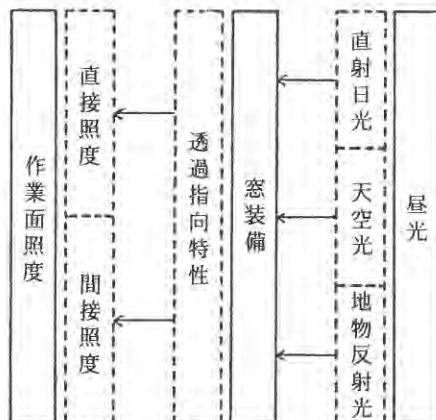 昼光
直射日光
天空光
地物反射光
窓装備
透過指向特性
直接照度
間接照度
作業面照度